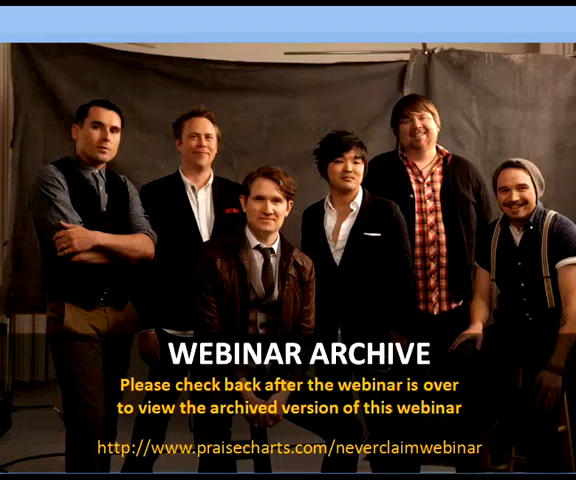 WEBINAR ARCHIVE
Please check back after the webinar is over
to view the archived version of this webinar
http://www.praisecharts.com/neverclaimwebinar